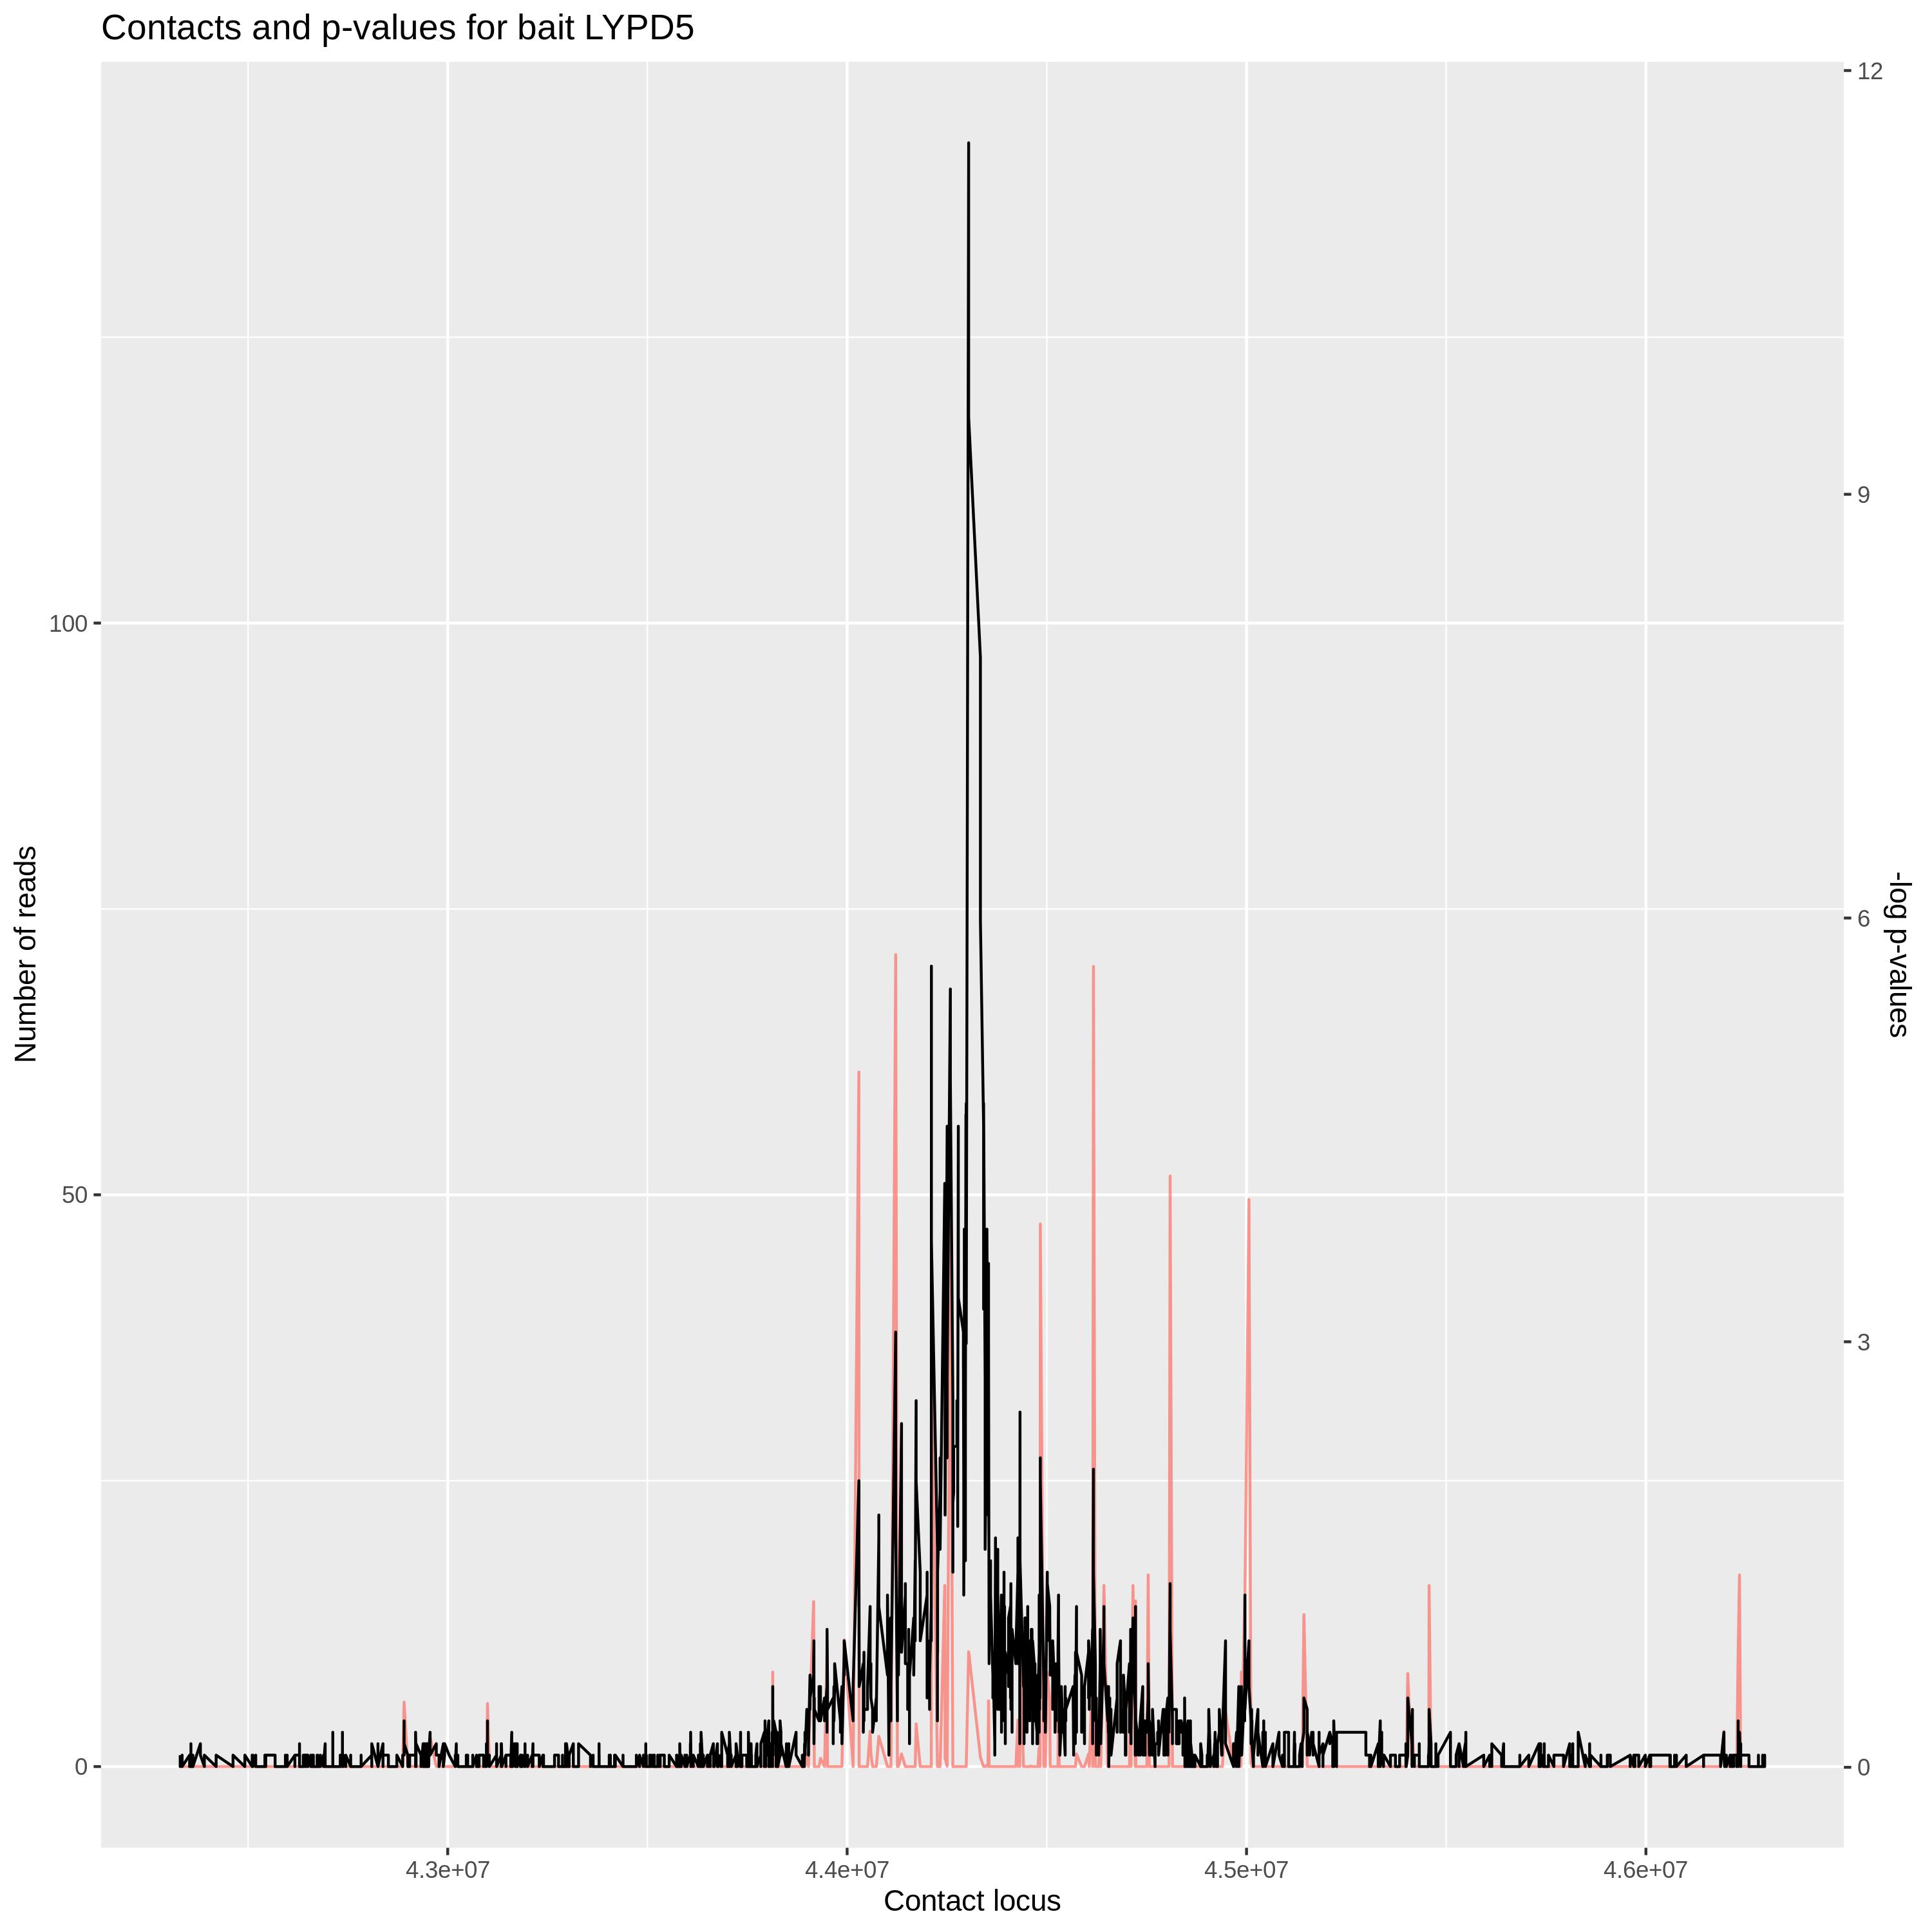 Contacts and p-values for bait LYPD5
12
9
100
6
Number of reads
-log p-values
50
3
0
0
4.3e+07
4.4e+07
4.5e+07
4.6e+07
Contact locus